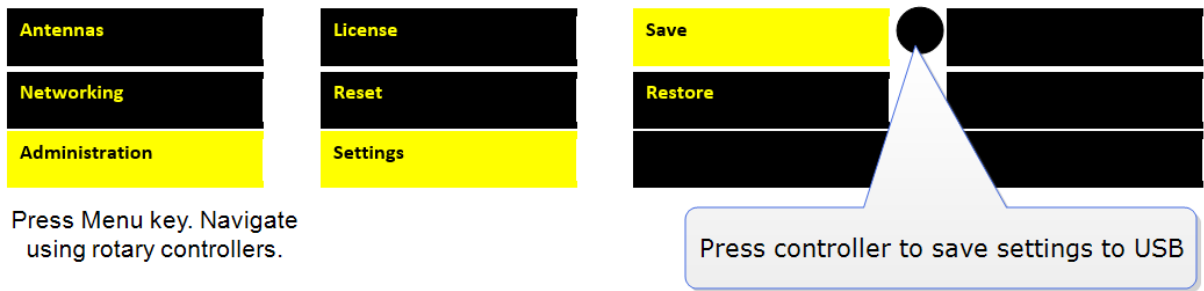 Antennas
Networking
Administration
License
Reset
Settings
Save
Restore
Press Menu key. Navigate
using rotary controllers.
Press controller to save settings to USB